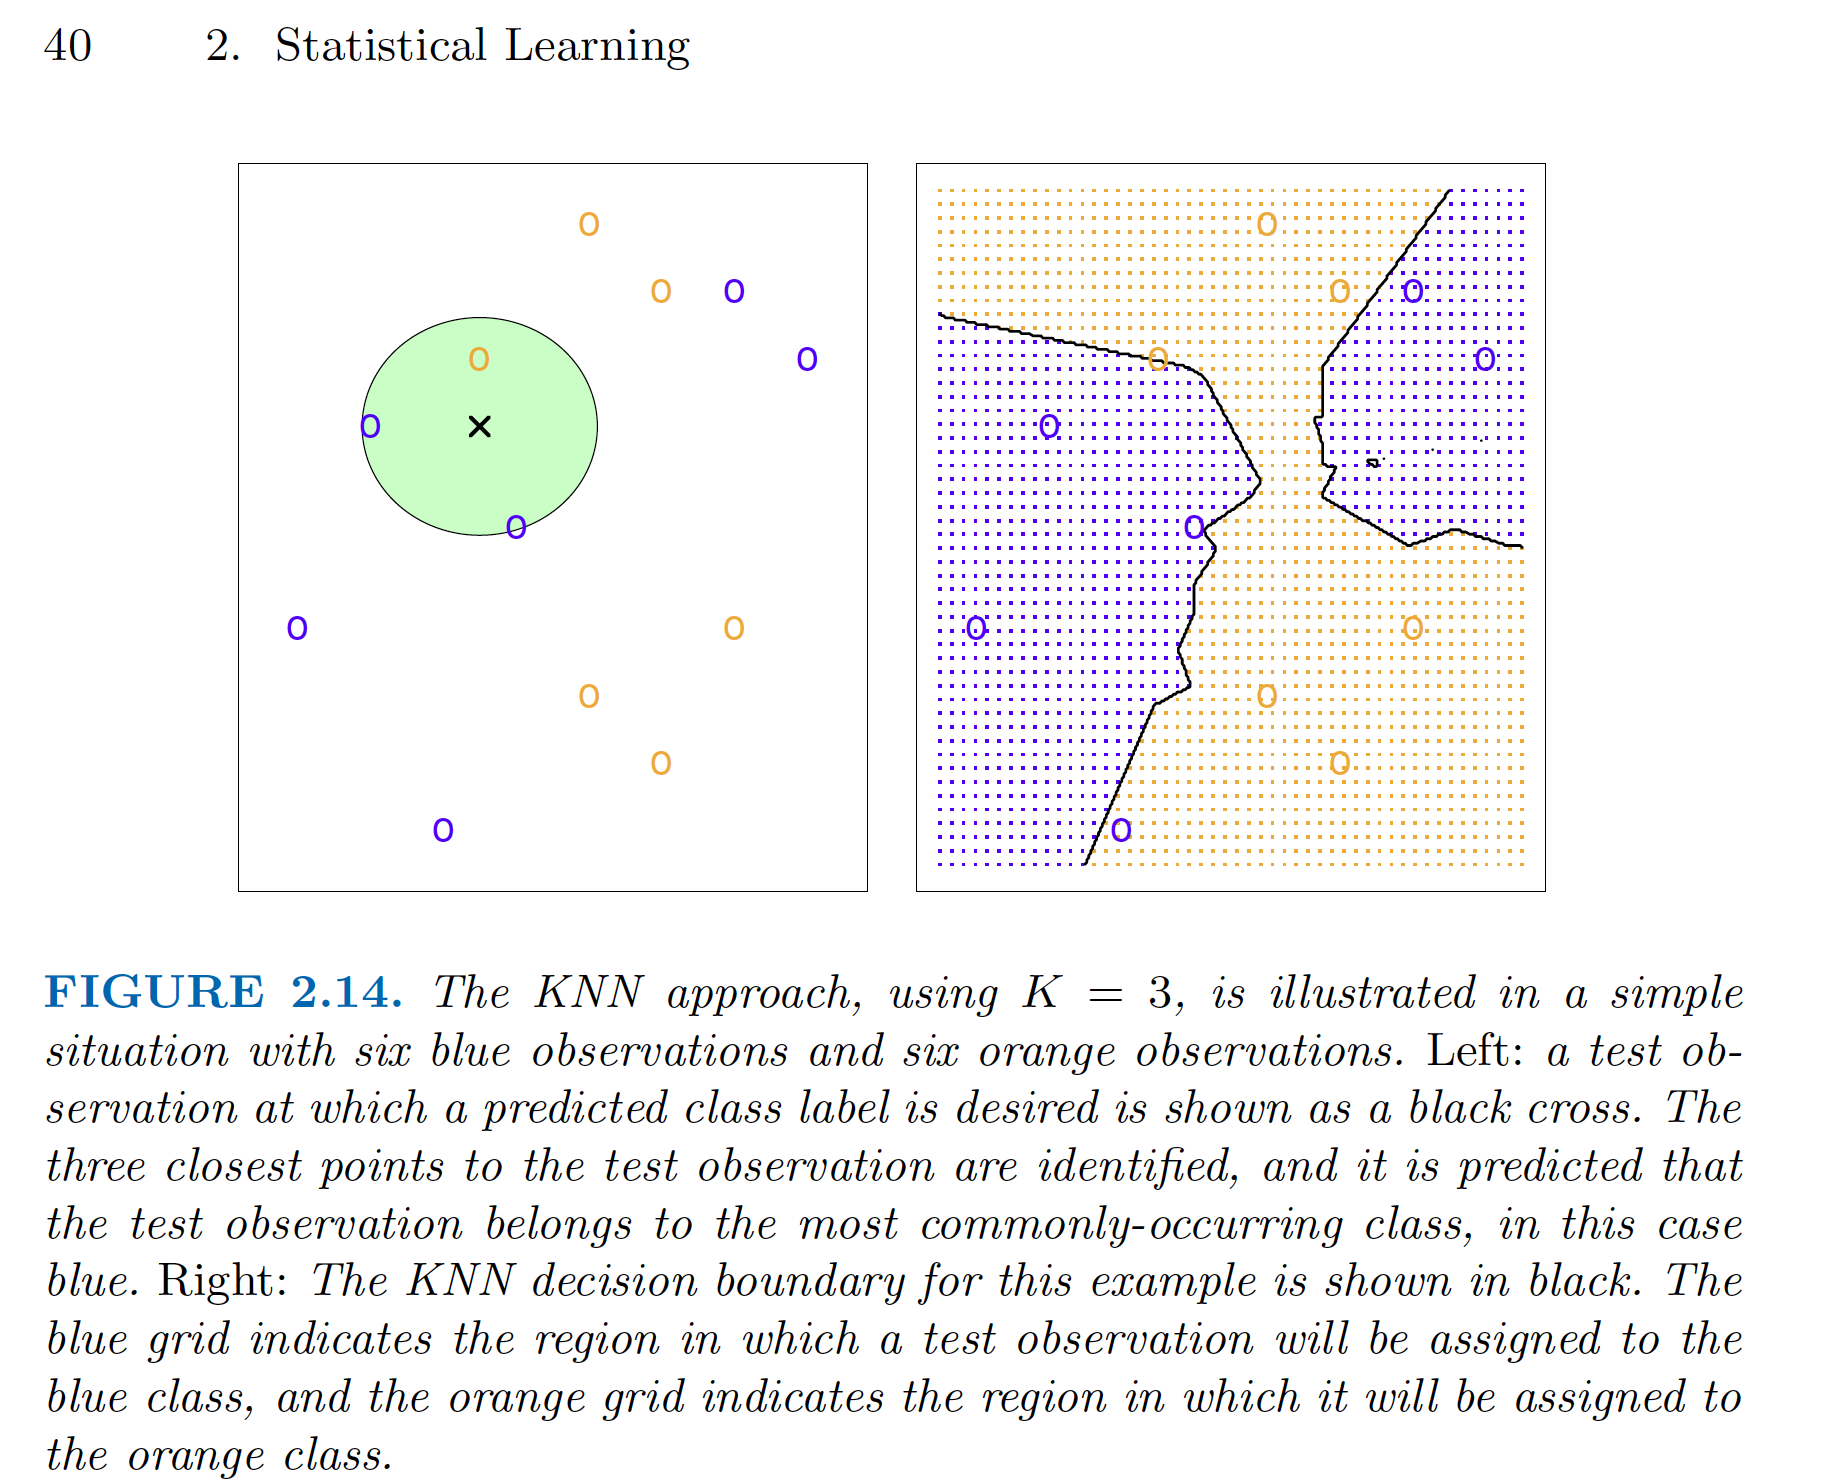 40 2. Statistical Learning
o
o o
o o
o
o
o o
o
o
o
o
o o
o o
o
o
o o
o
o
o
FIGURE 2.14. The KNN approach, using K = 3, is illustrated in a simple
situation with six blue observations and six orange observations. Left: a test ob-
servation at which a predicted class label is desired is shown as a black cross. The
three closest points to the test observation are identified, and it is predicted that
the test observation belongs to the most commonly-occurring class, in this case
blue. Right: The KNN decision boundary for this example is shown in black. The
blue grid indicates the region in which a test observation will be assigned to the
blue class, and the orange grid indicates the region in which it will be assigned to
the orange class.